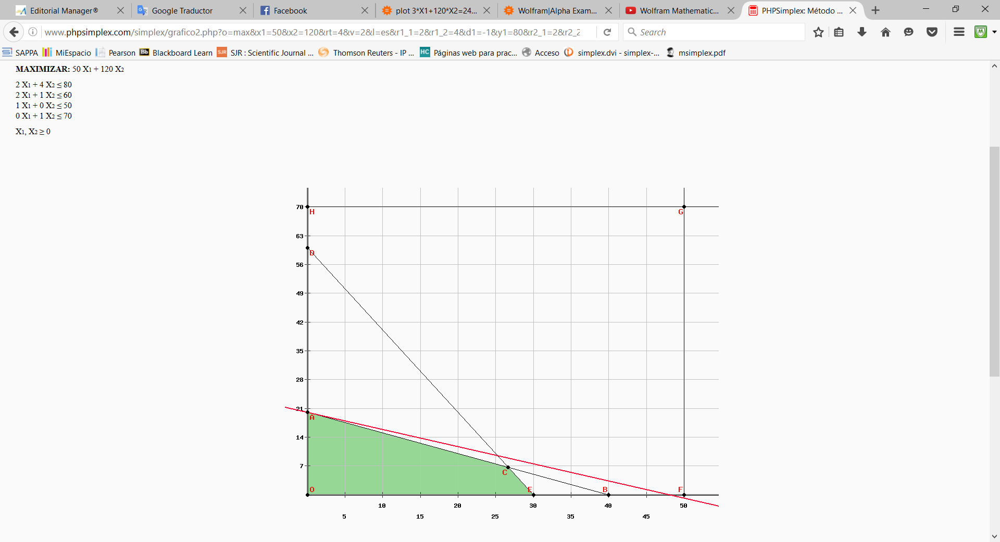 Editorial Manager®
Google Traductor
Facebook
plot 3*X1+120*X2=24...
Wolfram|Alpha Exam...
Wolfram Mathematic...
PHPSimplex: Método ...
www.phpsimplex.com/simplex/grafico2.php?o=max&x1=50&x2=120&rt=4&v=2&l=es&r1_1=2&r1_2=4&d1=-1&y1=80&r2_1=2&r2_2
Search
SAPPA
MiEspacio
Pearson
Bb Blackboard Learn
SJR SJR : Scientific Journal ...
Thomson Reuters - IP ...
HC Páginas web para prac...
Acceso
simplex.dvi - simplex-...
msimplex.pdf
MAXIMIZAR: 50 X1 + 120 X2
2 X1 + 4 X2 ≤ 80
2 X1 + 1 X2 ≤ 60
1 X1 + 0 X2 ≤ 50
0 X1 + 1 X2 ≤ 70
X1, X2 ≥ 0
70
H
G
63
D
56
49
42
35
28
21
A
14
7
C
O
E
B
F
10
20
30
40
50
5
15
25
35
45